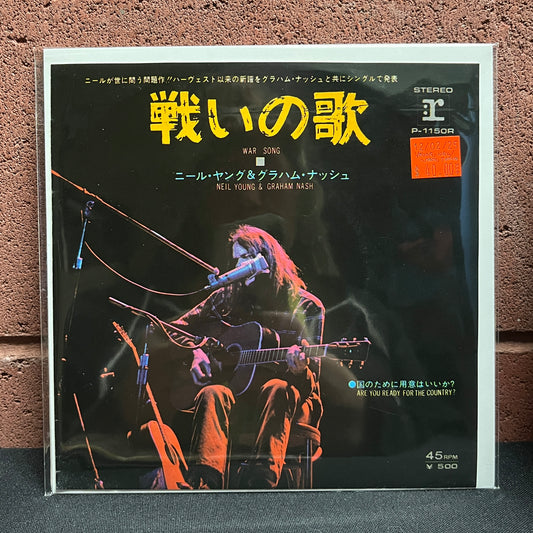 ニールが世に問う問題作!!ハーヴェスト以来の新譜をグラハム・ナッシュと共にシングルで発表
STEREO
r
P-1150R
戦いの歌
WAR SONG
ニール・ヤング&グラハム・ナッシュ
NEIL YOUNG & GRAHAM NASH
●国のために用意はいいか?
ARE YOU READY FOR THE COUNTRY?
45 RPM
¥ 500